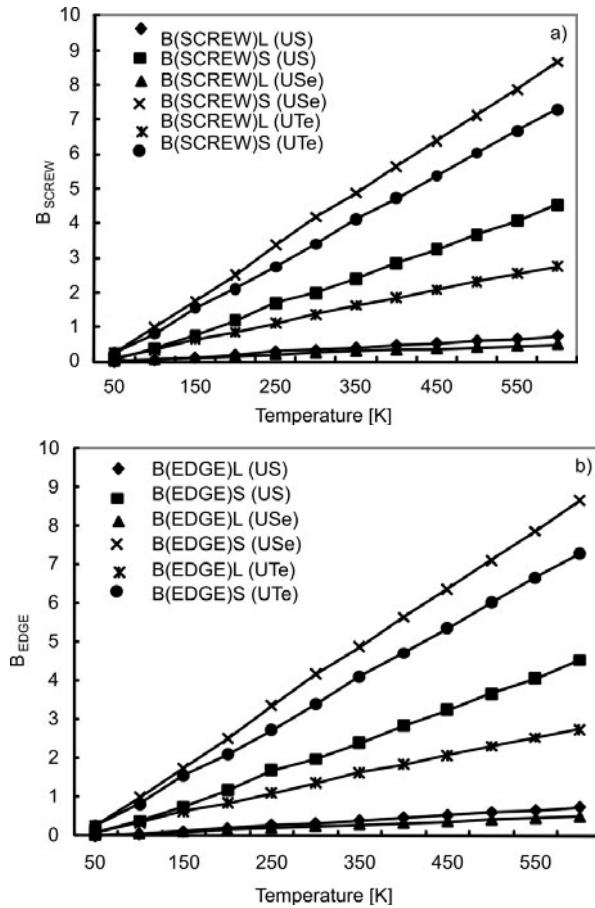 a)
B(SCREW)L (US)
B(SCREW)S (US)
B(SCREW)L (USe)
B(SCREW)S (USe)
B(SCREW)L (UTe)
B(SCREW)S (UTe)
10
9
8
7
6
5
4
3
2
1
0
B SCREW
50 150 250 350 450 550
Temperature [K]
b)
B(EDGE)L (US)
B(EDGE)S (US)
B(EDGE)L (USe)
B(EDGE)S (USe)
B(EDGE)L (UTe)
B(EDGE)S (UTe)
10
9
8
7
6
5
4
3
2
1
0
B EDGE
50 150 250 350 450 550
Temperature [K]